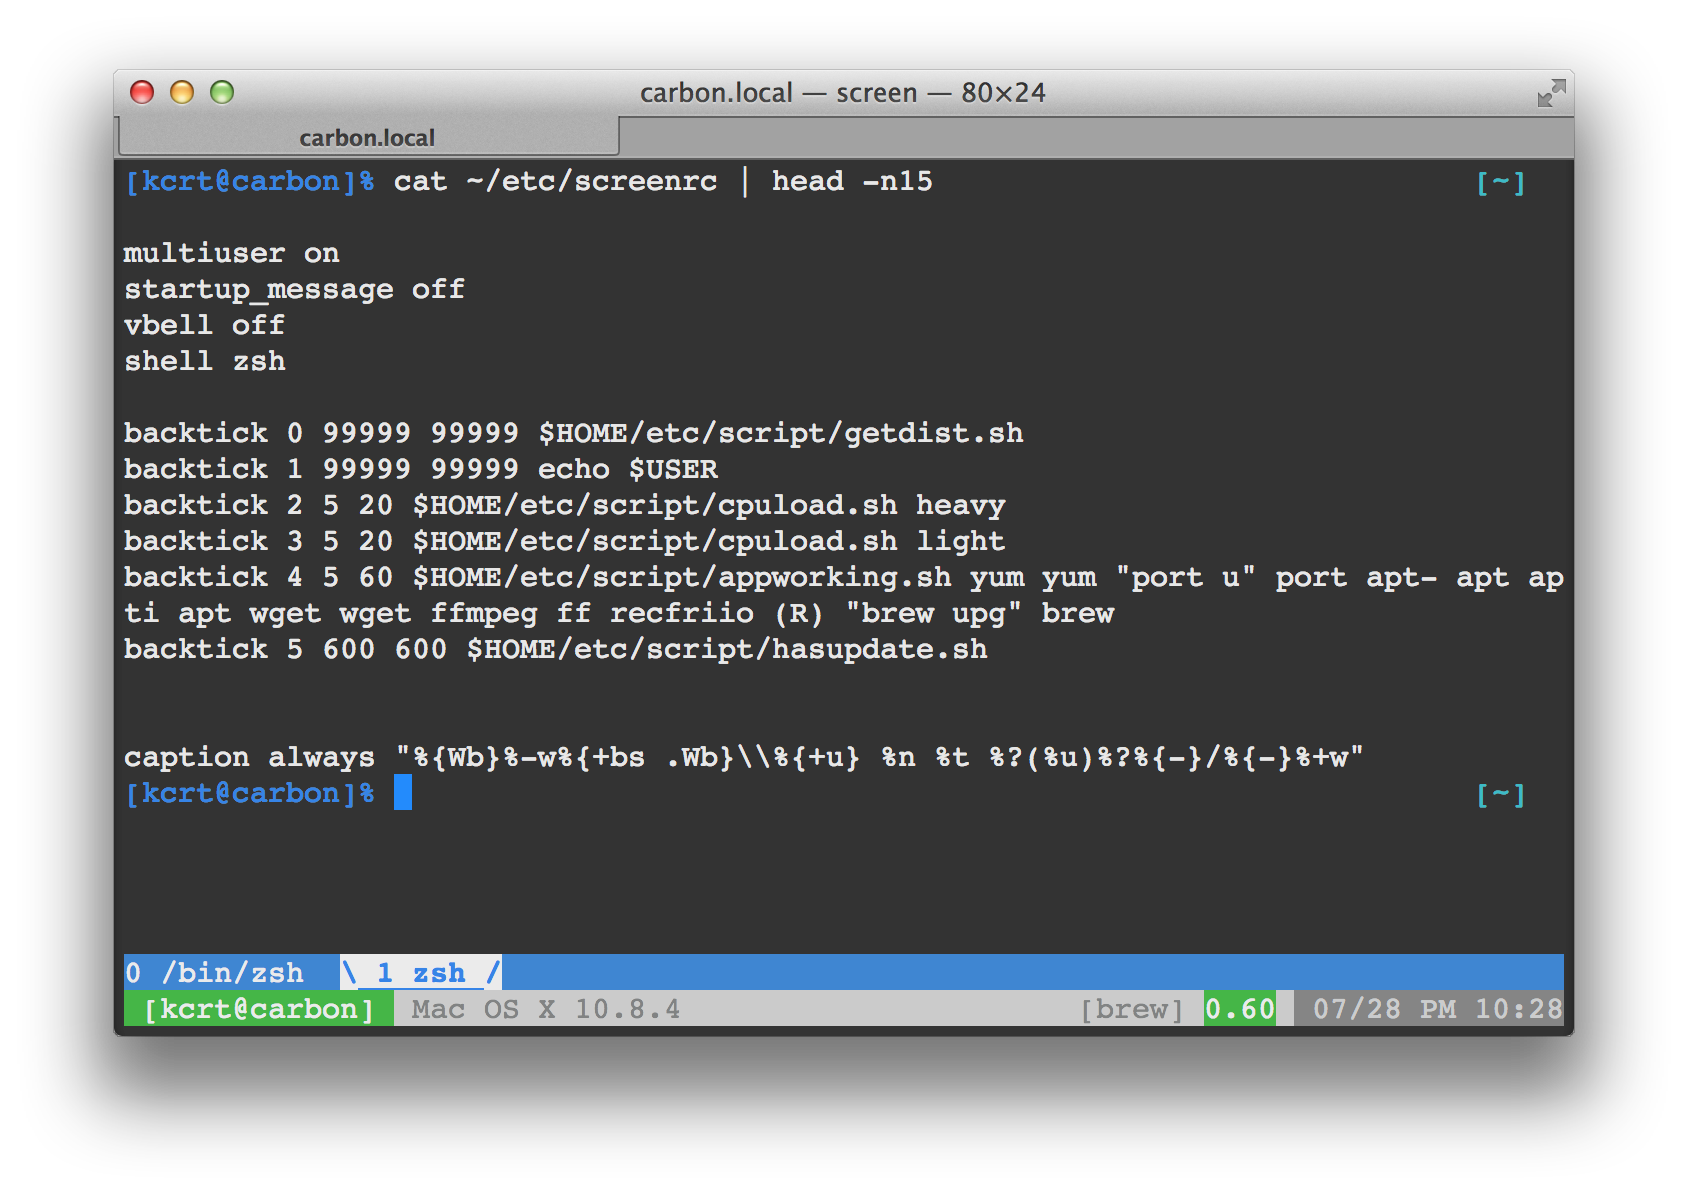 carbon.local — screen — 80×24
carbon.local
[kcrt@carbon]% cat ~/etc/screenrc | head -n15 [~]
multiuser on
startup_message off
vbell off
shell zsh
backtick 0 99999 99999 $HOME/etc/script/getdist.sh
backtick 1 99999 99999 echo $USER
backtick 2 5 20 $HOME/etc/script/cpuload.sh heavy
backtick 3 5 20 $HOME/etc/script/cpuload.sh light
backtick 4 5 60 $HOME/etc/script/appworking.sh yum yum "port u" port apt- apt ap
ti apt wget wget ffmpeg ff recfriio (R) "brew upg" brew
backtick 5 600 600 $HOME/etc/script/hasupdate.sh
caption always "%{Wb}%-w%{+bs .Wb}\\%{+u} %n %t %?(%u)%?%{-}/%{-}%+w"
[kcrt@carbon]% [~]
0 /bin/zsh \ 1 zsh /
[kcrt@carbon] Mac OS X 10.8.4 [brew] 0.60 07/28 PM 10:28